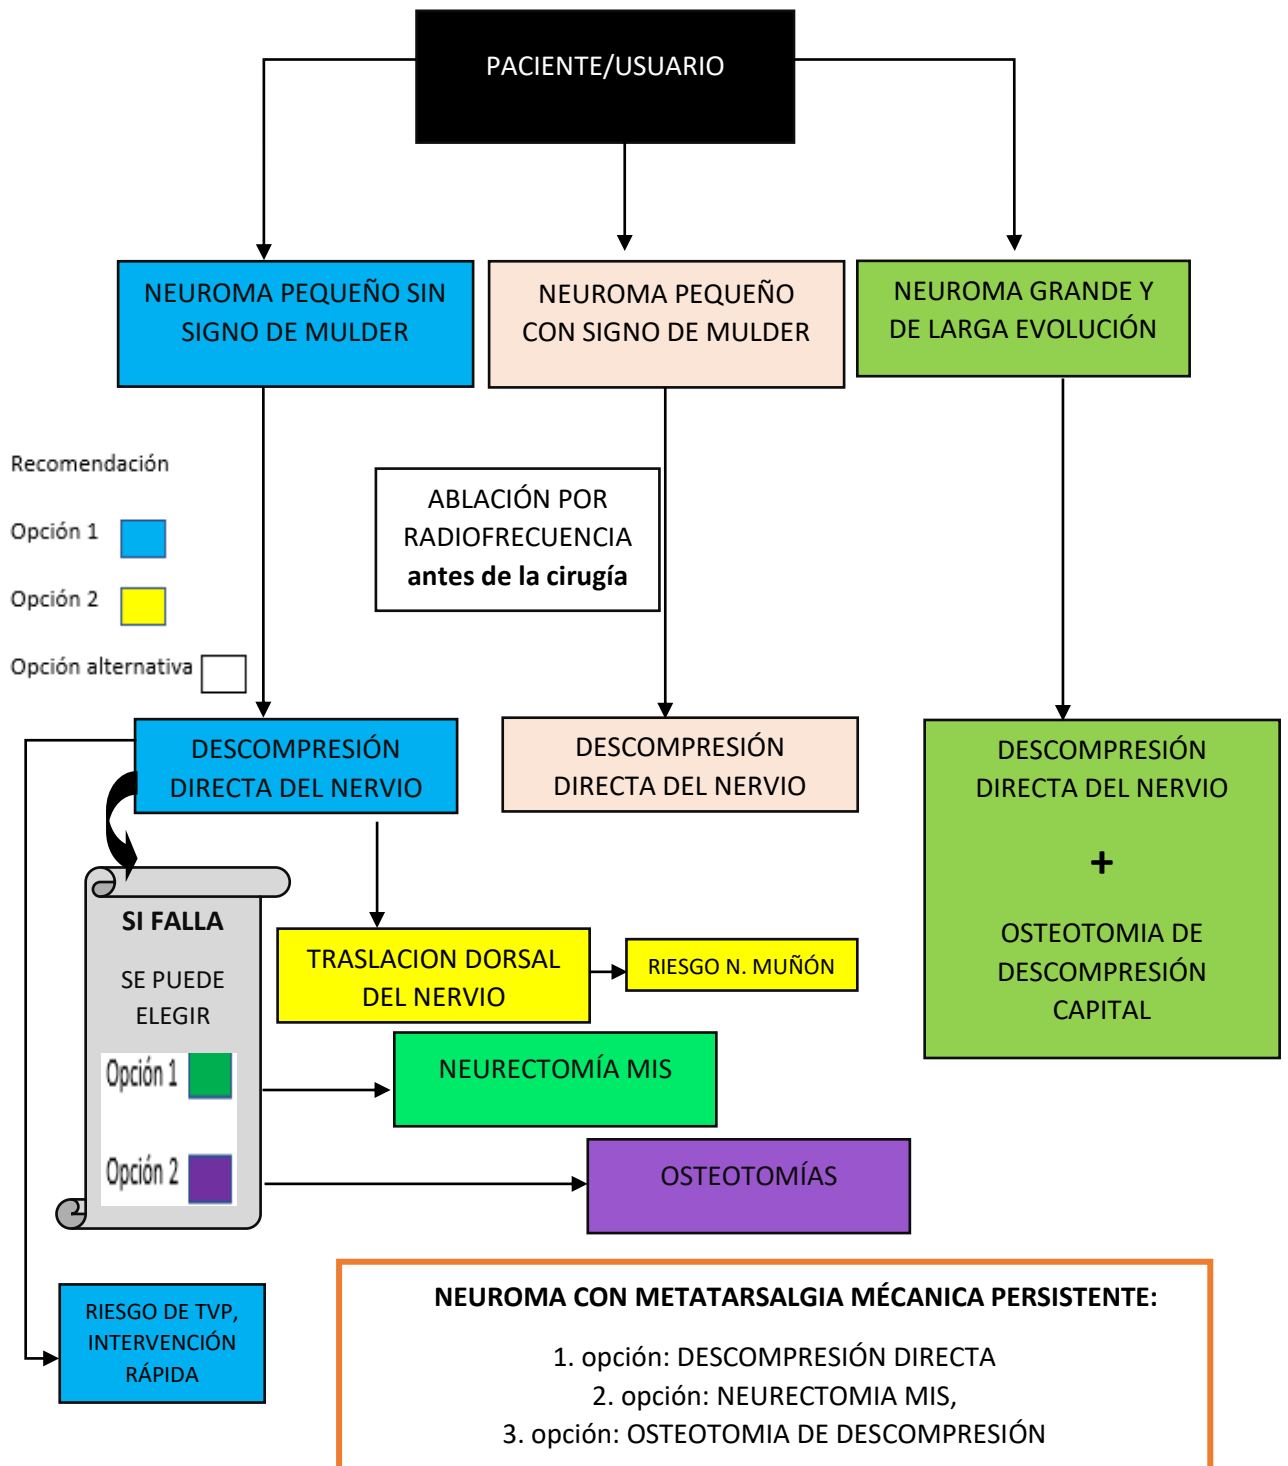 PACIENTE/USUARIO
NEUROMA PEQUEÑO SIN
SIGNO DE MULDER
NEUROMA PEQUEÑO
CON SIGNO DE MULDER
NEUROMA GRANDE Y
DE LARGA EVOLUCIÓN
Recomendación
Opción 1
Opción 2
Opción alternativa
ABLACIÓN POR
RADIOFRECUENCIA
antes de la cirugía
DESCOMPRESIÓN
DIRECTA DEL NERVIO
DESCOMPRESIÓN
DIRECTA DEL NERVIO
DESCOMPRESIÓN
DIRECTA DEL NERVIO
+
OSTEOTOMIA DE
DESCOMPRESIÓN
CAPITAL
SI FALLA
SE PUEDE
ELEGIR
Opción 1
Opción 2
TRASLACION DORSAL
DEL NERVIO
RIESGO N. MUÑÓN
NEURECTOMÍA MIS
OSTEOTOMÍAS
RIESGO DE TVP,
INTERVENCIÓN
RÁPIDA
NEUROMA CON METATARSALGIA MÉCANICA PERSISTENTE:
1. opción: DESCOMPRESIÓN DIRECTA
2. opción: NEURECTOMIA MIS,
3. opción: OSTEOTOMIA DE DESCOMPRESIÓN